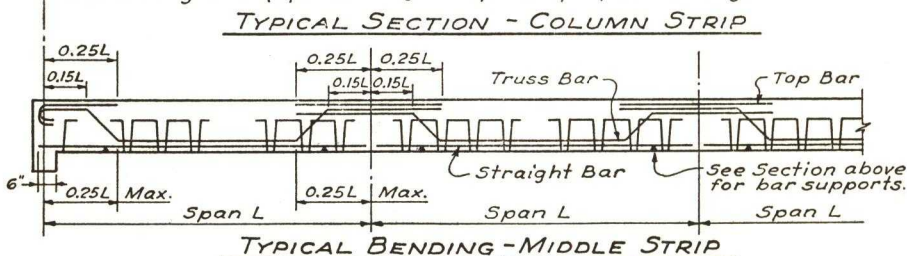 TYPICAL SECTION - COLUMN STRIP
0.25L 0.25L 0.25L
0.15L 0.15L 0.15L
Truss Bar
Top Bar
Straight Bar
See Section above
for bar supports.
6"
0.25L Max. 0.25L Max.
Span L Span L Span L
TYPICAL BENDING - MIDDLE STRIP